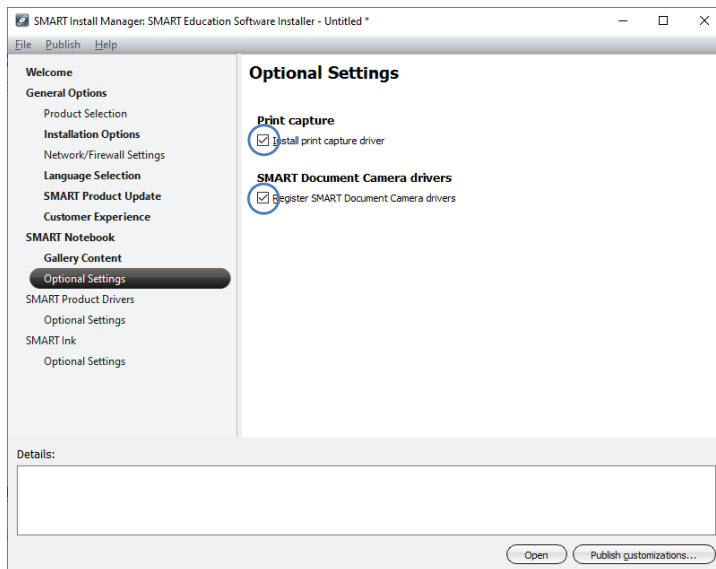 SMART Install Manager: SMART Education Software Installer - Untitled *
File Publish Help
Welcome
General Options
Product Selection
Installation Options
Network/Firewall Settings
Language Selection
SMART Product Update
Customer Experience
SMART Notebook
Gallery Content
Optional Settings
SMART Product Drivers
Optional Settings
SMART Ink
Optional Settings
Optional Settings
Print capture
Install print capture driver
SMART Document Camera drivers
Register SMART Document Camera drivers
Details:
Open Publish customizations...